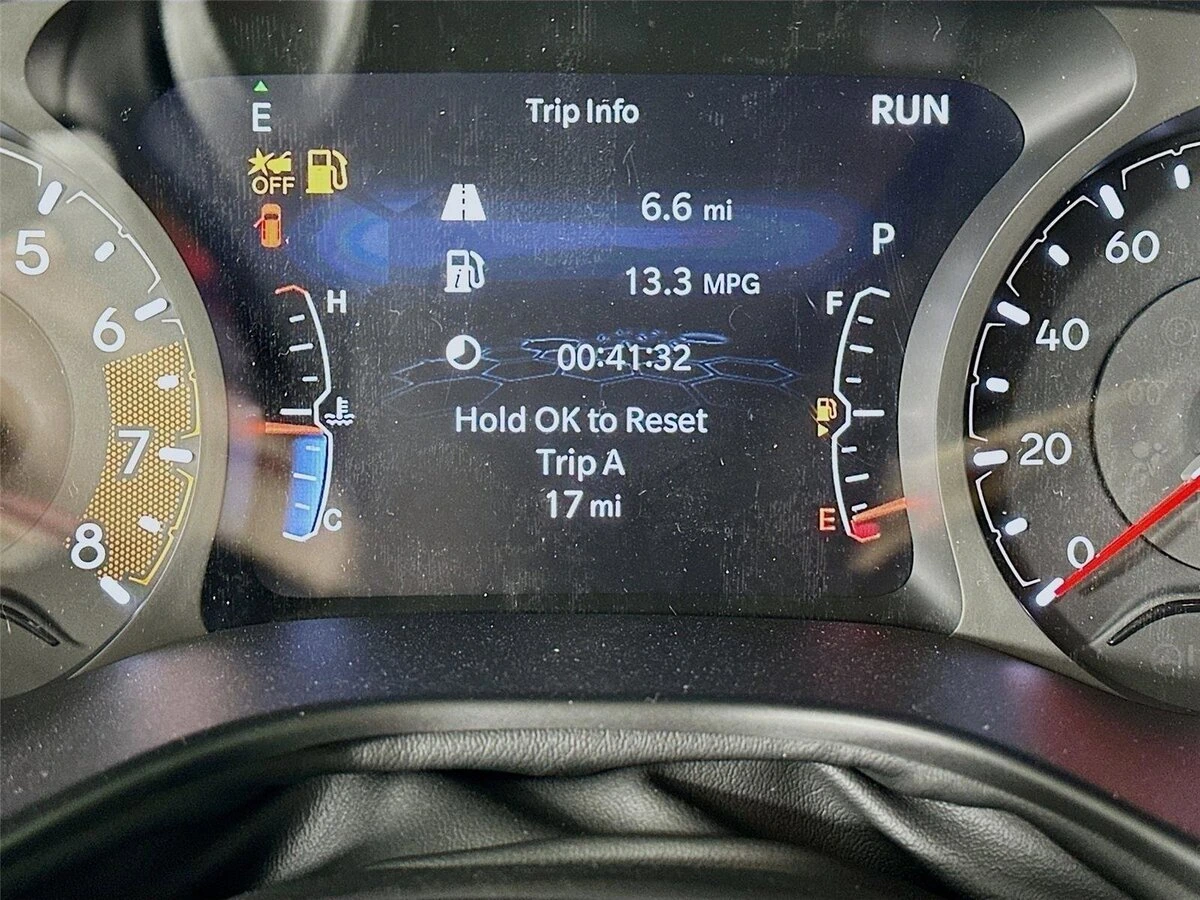 E
Trip Info
RUN
OFF
6.6 mi
P
13.3 MPG
H
F
00:41:32
Hold OK to Reset
Trip A
17 mi
C
E
5
6
7
8
60
40
20
0